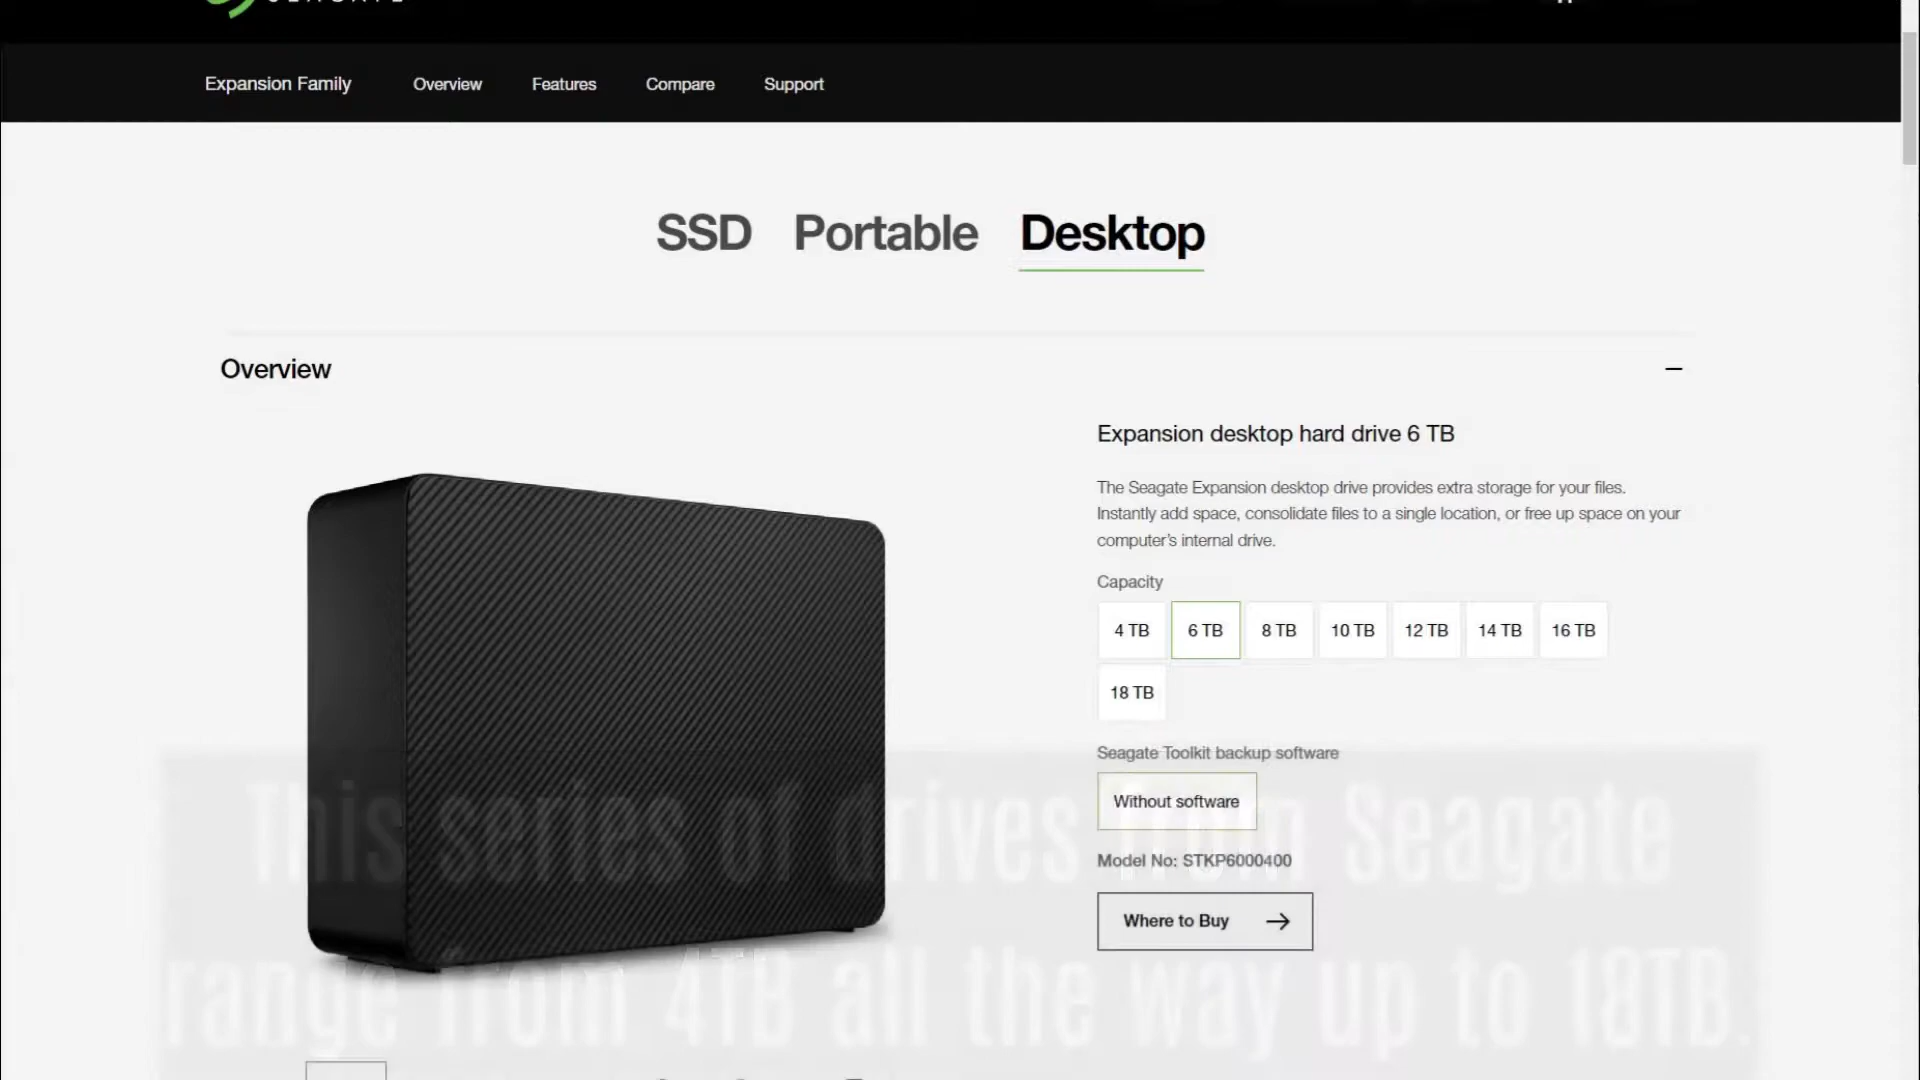 Expansion Family
Overview
Features
Compare
Support
SSD
Portable
Desktop
Overview
Expansion desktop hard drive 6 TB
The Seagate Expansion desktop drive provides extra storage for your files.
Instantly add space, consolidate files to a single location, or free up space on your
computer’s internal drive.
Capacity
4 TB
6 TB
8 TB
10 TB
12 TB
14 TB
16 TB
18 TB
Seagate Toolkit backup software
Without software
Model No: STKP6000400
Where to Buy
This series of drives from Seagate
range from 4TB all the way up to 18TB.